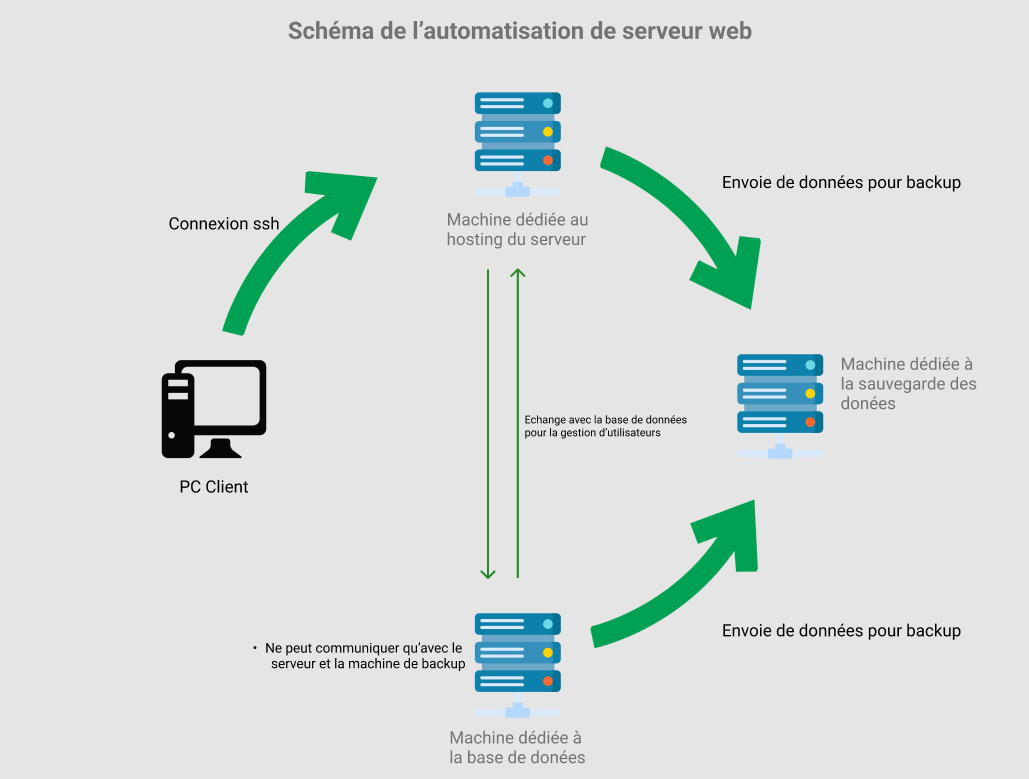 Schéma de l'automatisation de serveur web
Envoie de données pour backup
Connexion ssh
Machine dédiée au
hosting du serveur
Machine dédiée à
la sauvegarde des
donées
Echange avec la base de données
pour la gestion d'utilisateurs
PC Client
Envoie de données pour backup
• Ne peut communiquer qu'avec le
serveur et la machine de backup
Machine dédiée à
la base de donées